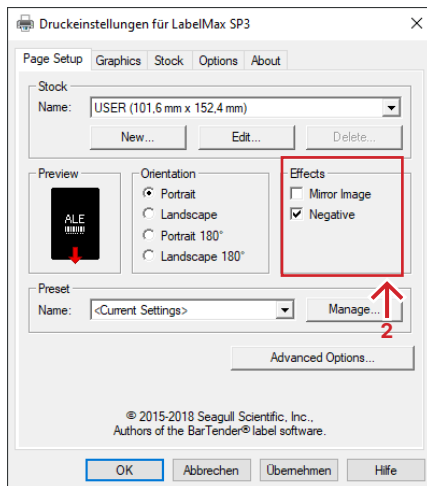 Druckeinstellungen für LabelMax SP3
Page Setup Graphics Stock Options About
Stock
Name: USER (101,6 mm x 152,4 mm)
New... Edit... Delete...
Preview
ALE
Orientation
Portrait
Landscape
Portrait 180°
Landscape 180°
Effects
Mirror Image
Negative
Preset
Name: <Current Settings> Manage...
2
Advanced Options...
© 2015-2018 Seagull Scientific, Inc.,
Authors of the BarTender® label software.
OK Abbrechen Übernehmen Hilfe